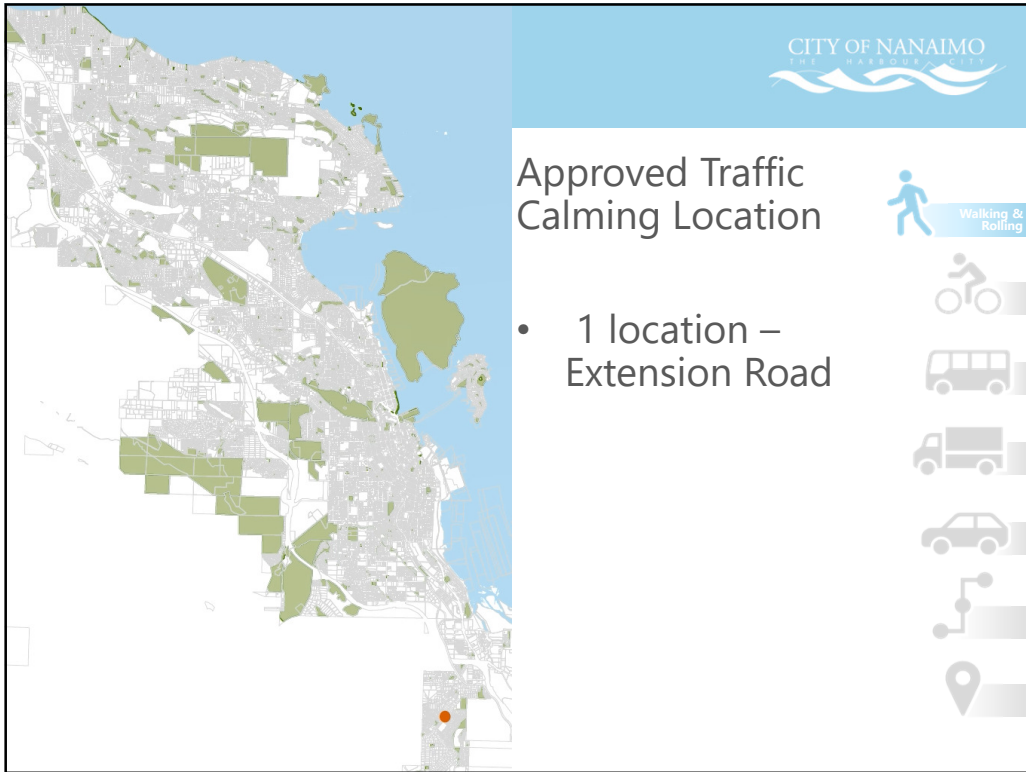 CITY OF NANAIMO
THE HARBOUR CITY
Approved Traffic
Calming Location
Walking &
Rolling
• 1 location –
Extension Road